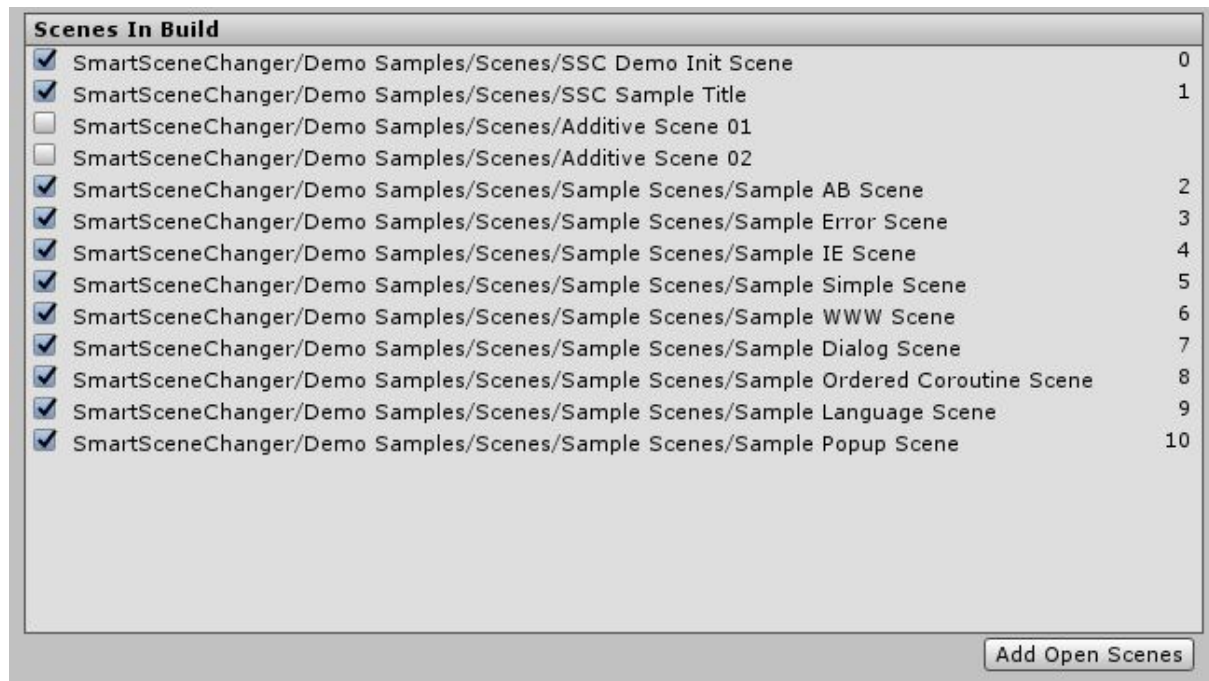 Scenes In Build
SmartSceneChanger/Demo Samples/Scenes/SSC Demo Init Scene 0
SmartSceneChanger/Demo Samples/Scenes/SSC Sample Title 1
SmartSceneChanger/Demo Samples/Scenes/Additive Scene 01
SmartSceneChanger/Demo Samples/Scenes/Additive Scene 02
SmartSceneChanger/Demo Samples/Scenes/Sample Scenes/Sample AB Scene 2
SmartSceneChanger/Demo Samples/Scenes/Sample Scenes/Sample Error Scene 3
SmartSceneChanger/Demo Samples/Scenes/Sample Scenes/Sample IE Scene 4
SmartSceneChanger/Demo Samples/Scenes/Sample Scenes/Sample Simple Scene 5
SmartSceneChanger/Demo Samples/Scenes/Sample Scenes/Sample WWW Scene 6
SmartSceneChanger/Demo Samples/Scenes/Sample Scenes/Sample Dialog Scene 7
SmartSceneChanger/Demo Samples/Scenes/Sample Scenes/Sample Ordered Coroutine Scene 8
SmartSceneChanger/Demo Samples/Scenes/Sample Scenes/Sample Language Scene 9
SmartSceneChanger/Demo Samples/Scenes/Sample Scenes/Sample Popup Scene 10
Add Open Scenes